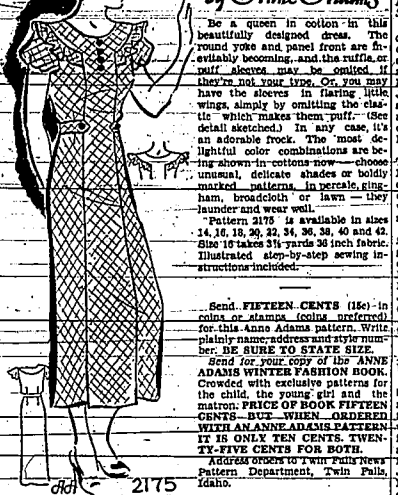 by Anne Adams
Be a queen in cotton in this
beautifully designed dress. The
round yoke and panel front are in-
evitably becoming, and the ruffle or
puff sleeves may be omitted if
they're not your type. Or, you may
have the sleeves in flaring little
wings, simply by omitting the elas-
tic which makes them puff. (See
detail sketched.) In any case, it's
an adorable frock. The most de-
lightful color combinations are be-
ing shown in cottons now—choose
unusual, delicate shades or boldly
marked patterns, in percale, ging-
ham, broadcloth or lawn — they
launder and wear well.
Pattern 2175 is available in sizes
14, 16, 18, 20, 32, 34, 36, 38, 40 and 42.
Size 16 takes 3½ yards 36 inch fabric.
Illustrated step-by-step sewing in-
structions included.
Send FIFTEEN CENTS (15c) in
coins or stamps (coins preferred)
for this Anne Adams pattern. Write
plainly name, address and style num-
ber. BE SURE TO STATE SIZE.
Send for your copy of the ANNE
ADAMS WINTER FASHION BOOK.
Crowded with exclusive patterns for
the child, the young girl and the
matron. PRICE OF BOOK FIFTEEN
CENTS BUT WHEN ORDERED
WITH AN ANNE ADAMS PATTERN
IT IS ONLY TEN CENTS. TWEN-
TY-FIVE CENTS FOR BOTH.
Address orders to Twin Falls News
Pattern Department, Twin Falls,
Idaho.
AA 2175